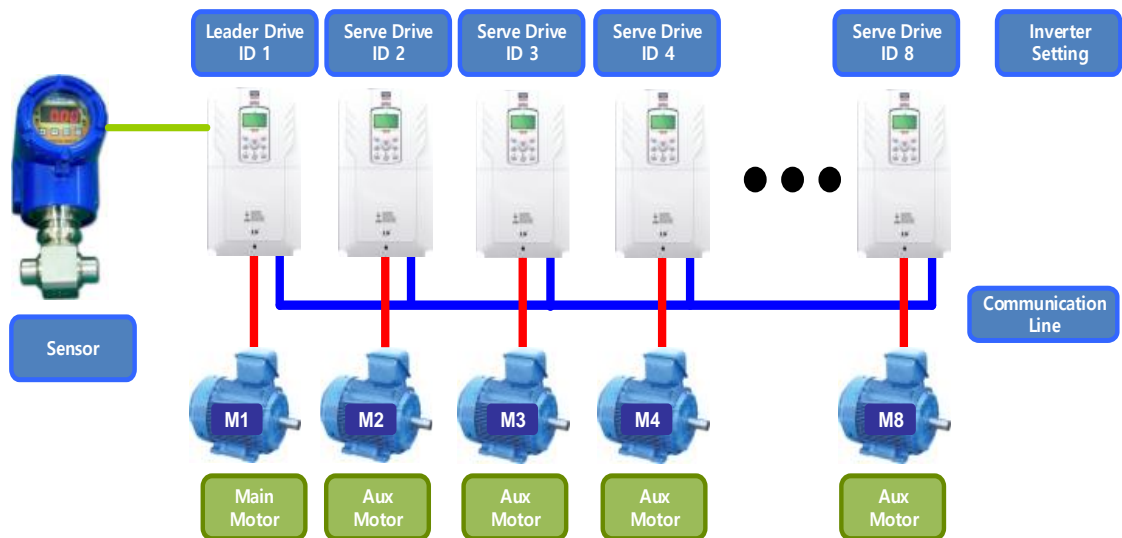 Leader Drive
ID 1
Serve Drive
ID 2
Serve Drive
ID 3
Serve Drive
ID 4
Serve Drive
ID 8
Inverter
Setting
Communication
Line
Sensor
M1
M2
M3
M4
M8
Main
Motor
Aux
Motor
Aux
Motor
Aux
Motor
Aux
Motor